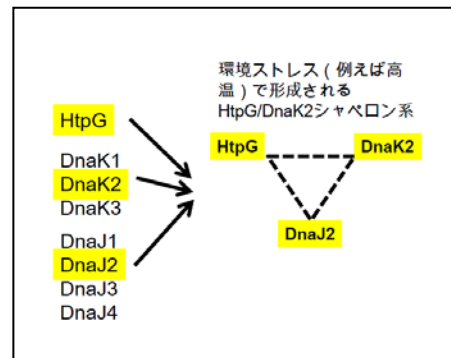 環境ストレス（例えば高
温）で形成される
HtpG/DnaK2シャペロン系
HtpG
DnaK1
DnaK2
DnaK3
DnaJ1
DnaJ2
DnaJ3
DnaJ4
HtpG
DnaK2
DnaJ2